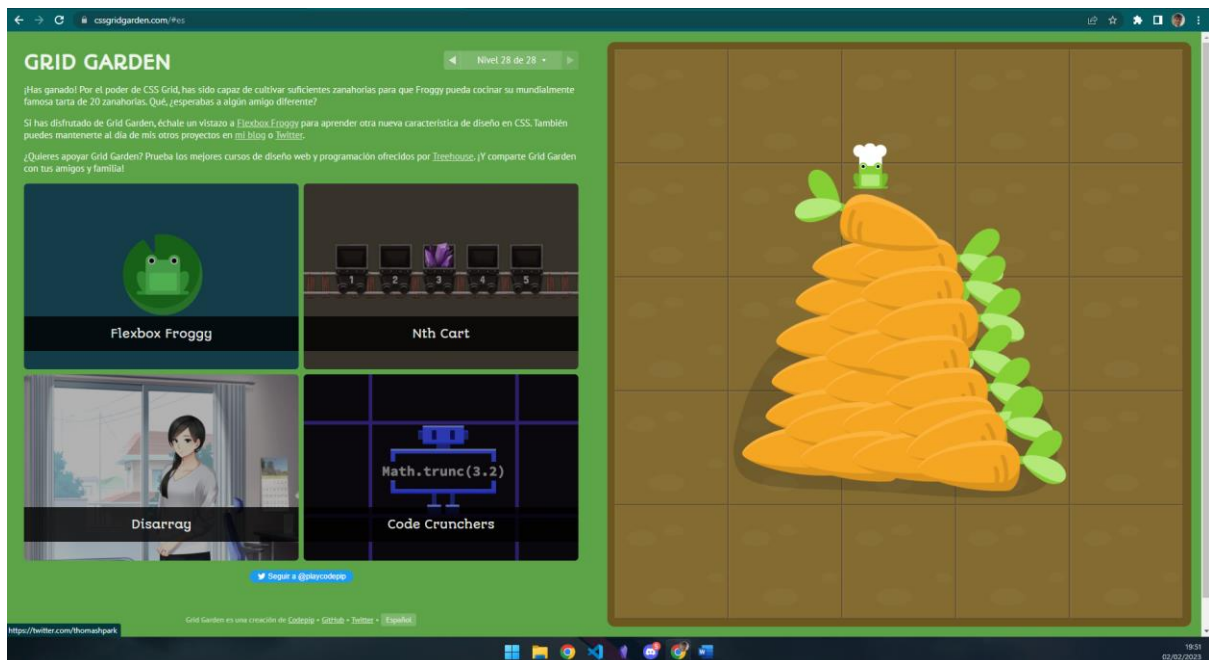 cssgridgarden.com/#es
GRID GARDEN
Nivel 28 de 28
¡Has ganado! Por el poder de CSS Grid, has sido capaz de cultivar suficientes zanahorias para que Froggy pueda cocinar su mundialmente
famosa tarta de 20 zanahorias. Qué, ¿esperabas a algún amigo diferente?
Si has disfrutado de Grid Garden, échale un vistazo a Flexbox Froggy para aprender otra nueva característica de diseño en CSS. También
puedes mantenerte al día de mis otros proyectos en mi blog o Twitter.
¿Quieres apoyar Grid Garden? Prueba los mejores cursos de diseño web y programación ofrecidos por Treehouse. ¡Y comparte Grid Garden
con tus amigos y familia!
Flexbox Froggy
1 2 3 4 5
Nth Cart
Disarray
Math.trunc(3.2)
Code Crunchers
Seguir a @playcodepip
Grid Garden es una creación de Codepip • GitHub • Twitter • Español
https://twitter.com/thomashpark
19:51
02/02/2023